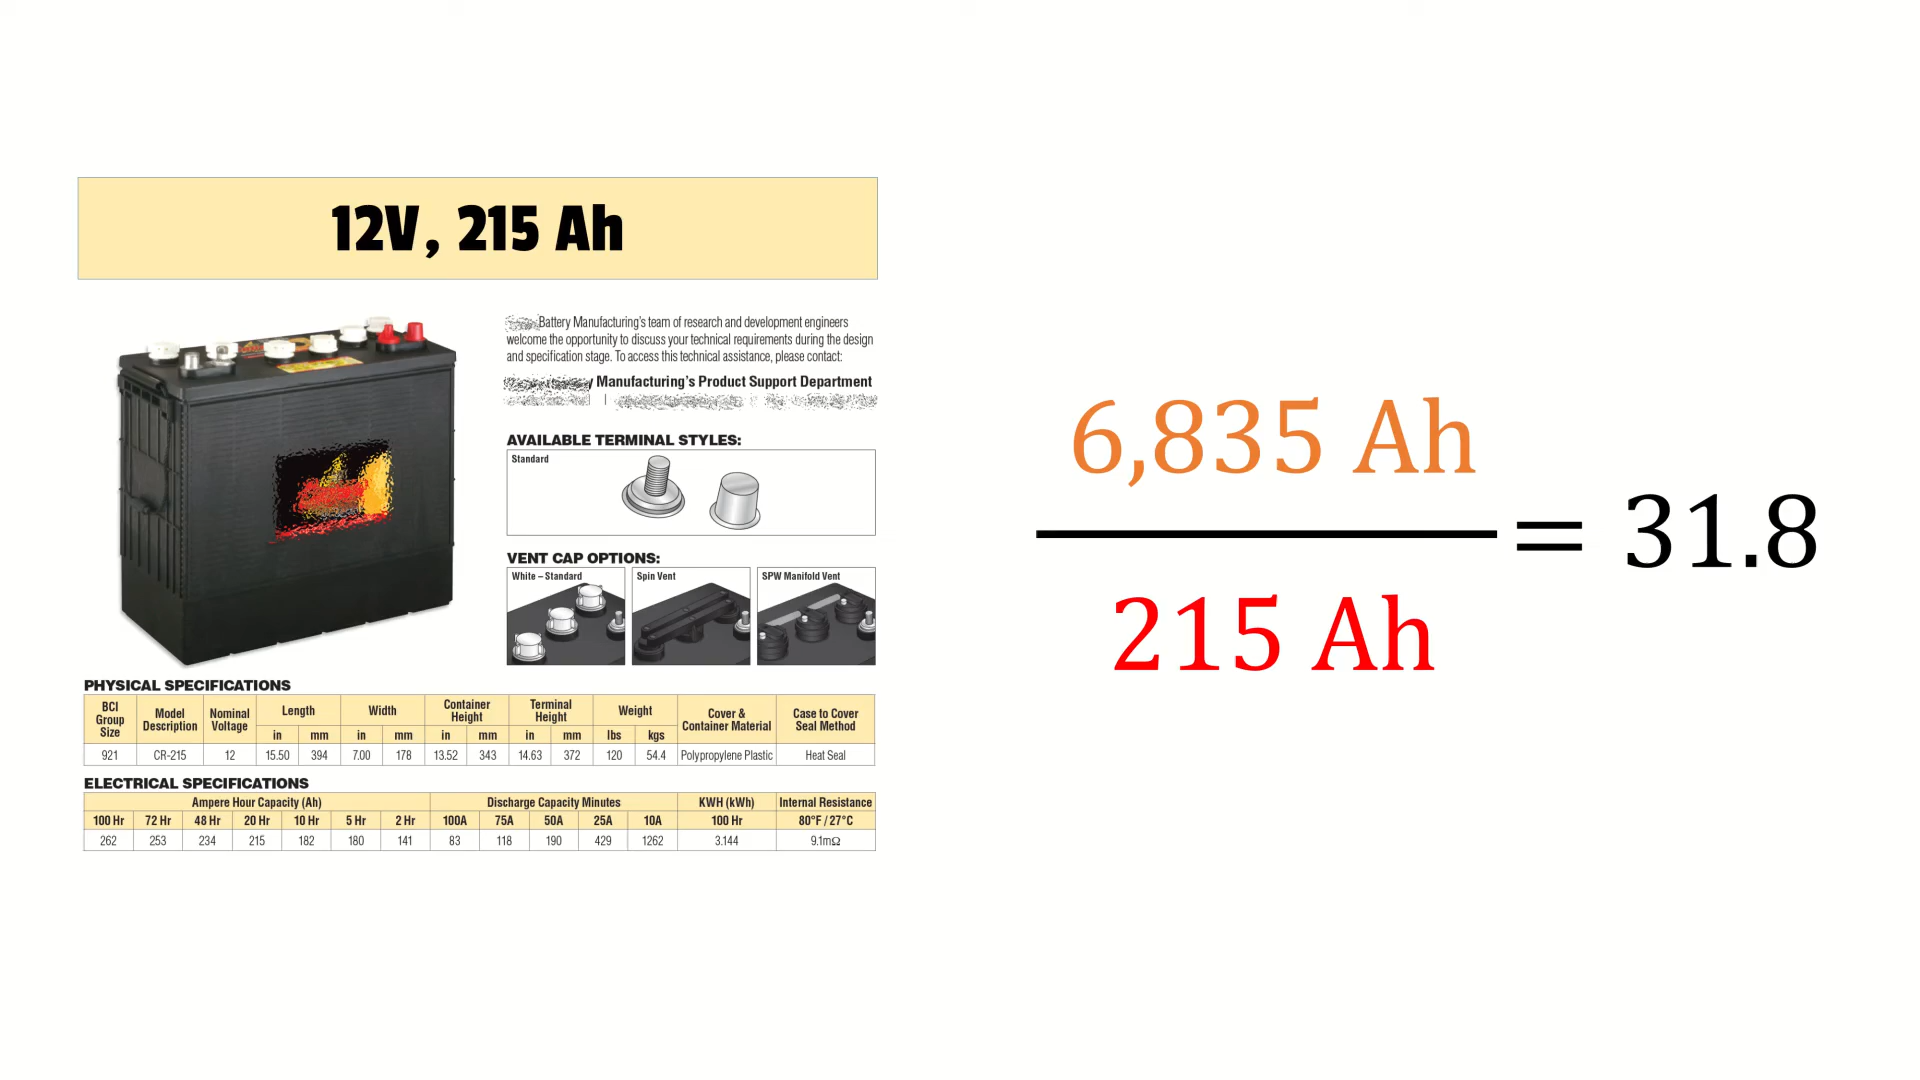 12V, 215 Ah
Battery Manufacturing's team of research and development engineers
welcome the opportunity to discuss your technical requirements during the design
and specification stage. To access this technical assistance, please contact:
Manufacturing's Product Support Department
AVAILABLE TERMINAL STYLES:
Standard
VENT CAP OPTIONS:
White – Standard Spin Vent SPW Manifold Vent
PHYSICAL SPECIFICATIONS
BCI Group Size Model Description Nominal Voltage Length Width Container Height Terminal Height Weight Cover & Container Material Case to Cover Seal Method
in mm in mm in mm in mm lbs kgs
921 CR-215 12 15.50 394 7.00 178 13.52 343 14.63 372 120 54.4 Polypropylene Plastic Heat Seal
ELECTRICAL SPECIFICATIONS
Ampere Hour Capacity (Ah) Discharge Capacity Minutes KWH (kWh) Internal Resistance
100 Hr 72 Hr 48 Hr 20 Hr 10 Hr 5 Hr 2 Hr 100A 75A 50A 25A 10A 100 Hr 80°F / 27°C
262 253 234 215 182 180 141 83 118 190 429 1262 3.144 9.1mΩ
6,835 Ah
215 Ah
= 31.8